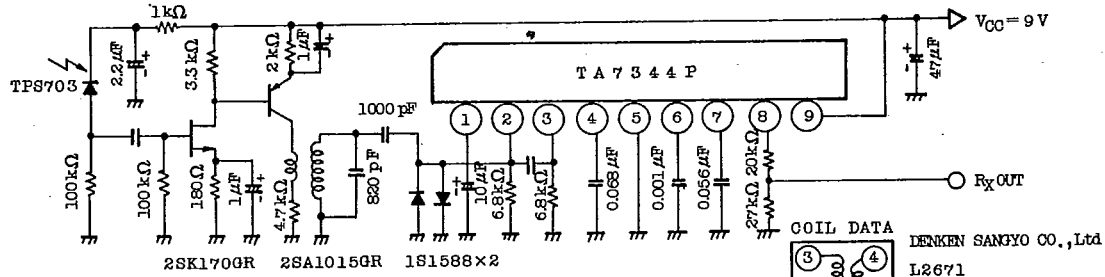 1kΩ
VCC=9V
TPS703
2.2μF
3.3kΩ
2kΩ
1μF
TA7344P
47μF
1000pF
1
2
3
4
5
6
7
8
9
100kΩ
100kΩ
180Ω
1μF
4.7kΩ
820pF
10μF
6.8kΩ
6.8kΩ
0.068μF
0.001μF
0.056μF
20kΩ
27kΩ
RX OUT
2SK170GR
2SA1015GR
1S1588×2
COIL DATA
3
4
DENKEN SANGYO CO.,Ltd
L2671